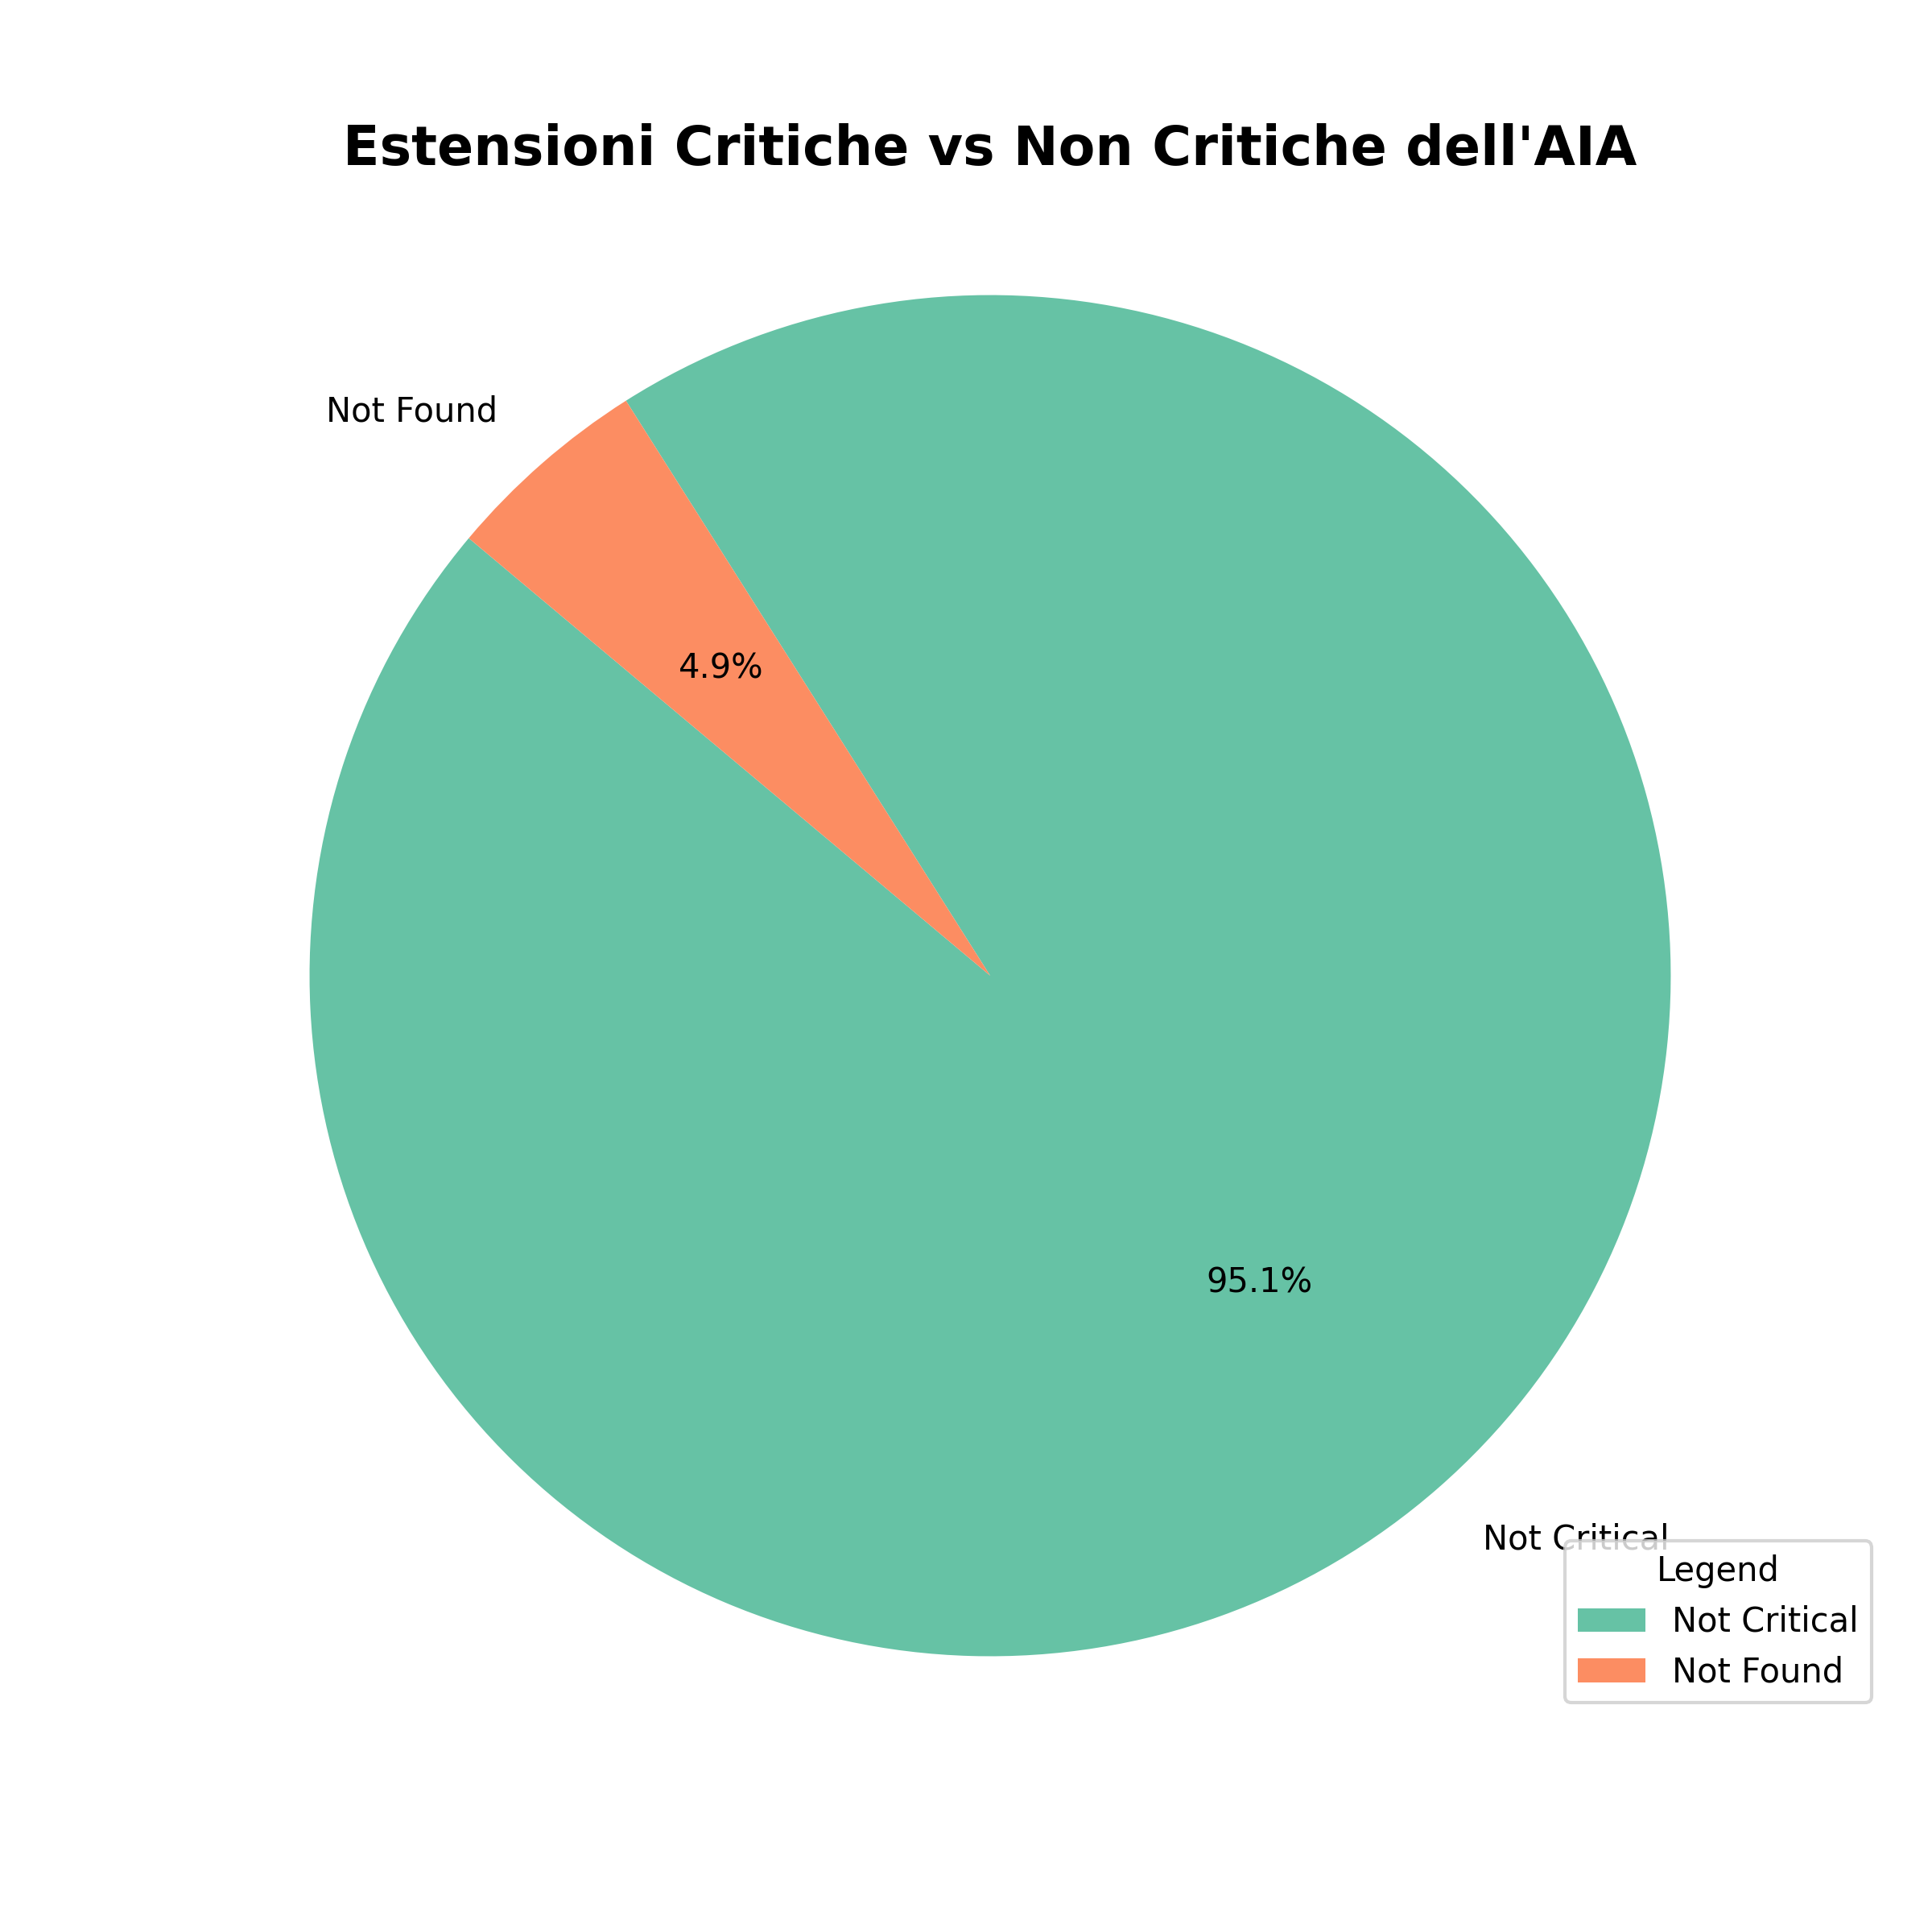 Estensioni Critiche vs Non Critiche dell'AIA
Not Found
4.9%
95.1%
Not Critical
Legend
Not Critical
Not Found